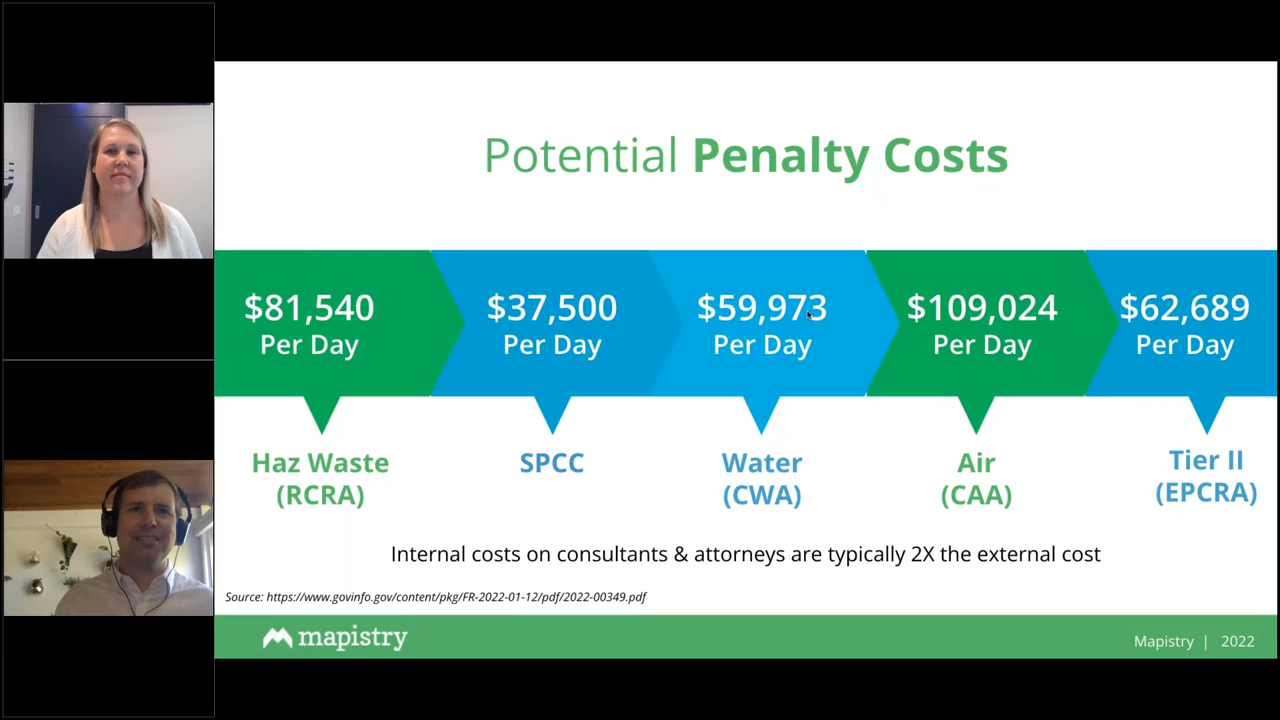 Potential Penalty Costs
$81,540
Per Day
$37,500
Per Day
$59,973
Per Day
$109,024
Per Day
$62,689
Per Day
Haz Waste
(RCRA)
SPCC
Water
(CWA)
Air
(CAA)
Tier II
(EPCRA)
Internal costs on consultants & attorneys are typically 2X the external cost
Source: https://www.govinfo.gov/content/pkg/FR-2022-01-12/pdf/2022-00349.pdf
mapistry
Mapistry | 2022